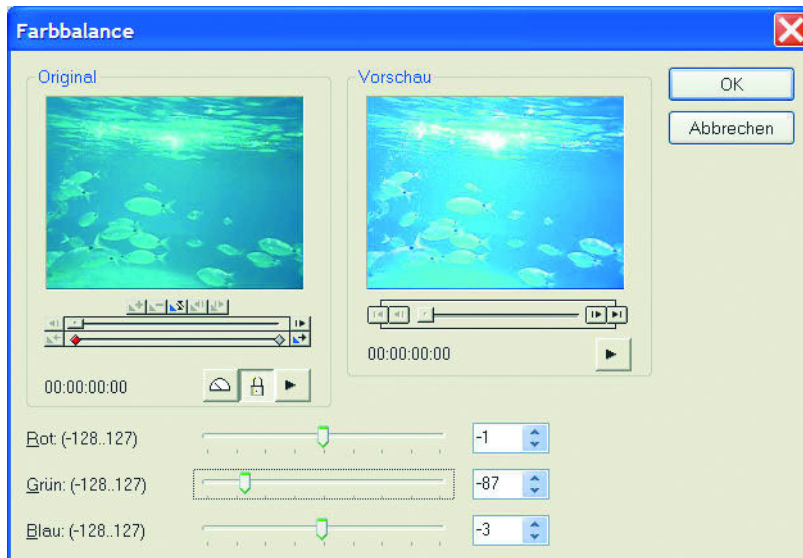 Farbbalance
Original
Vorschau
OK
Abbrechen
00:00:00:00
00:00:00:00
Rot: (-128..127)
-1
Grün: (-128..127)
-87
Blau: (-128..127)
-3